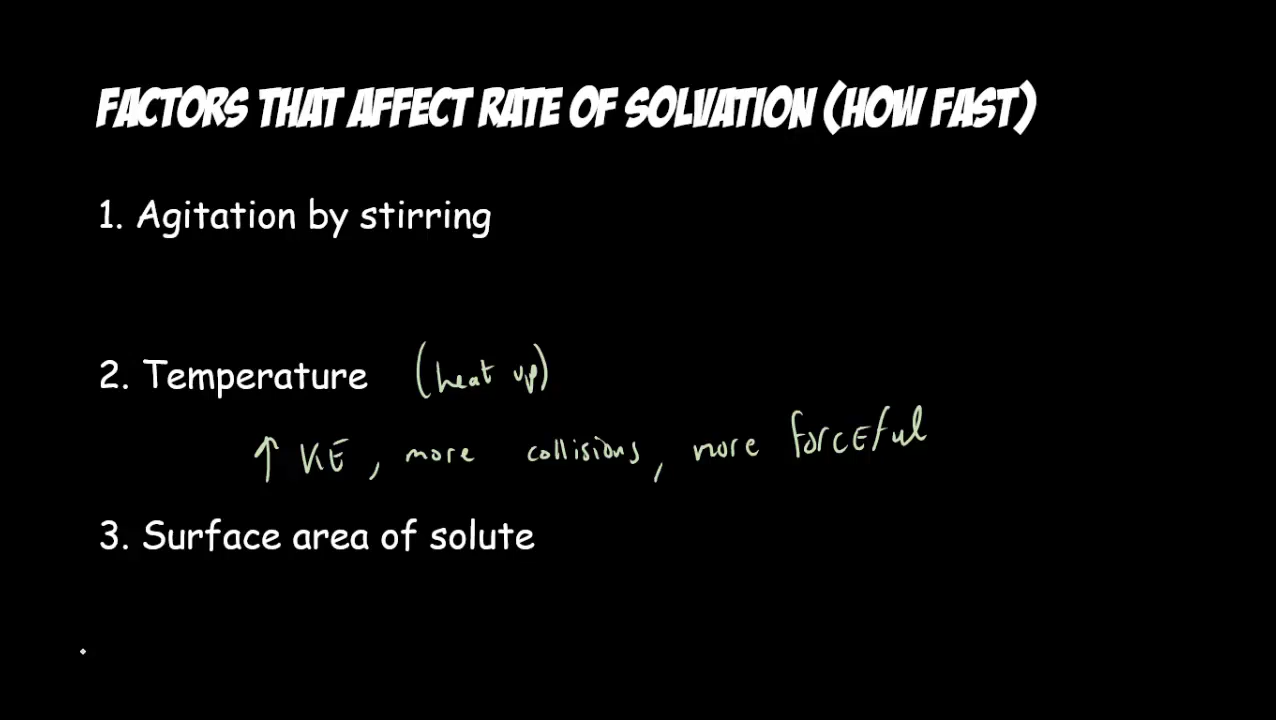 FACTORS THAT AFFECT RATE OF SOLVATION (HOW FAST)
1. Agitation by stirring
2. Temperature (heat up)
↑ KE, more collisions, more forceful
3. Surface area of solute